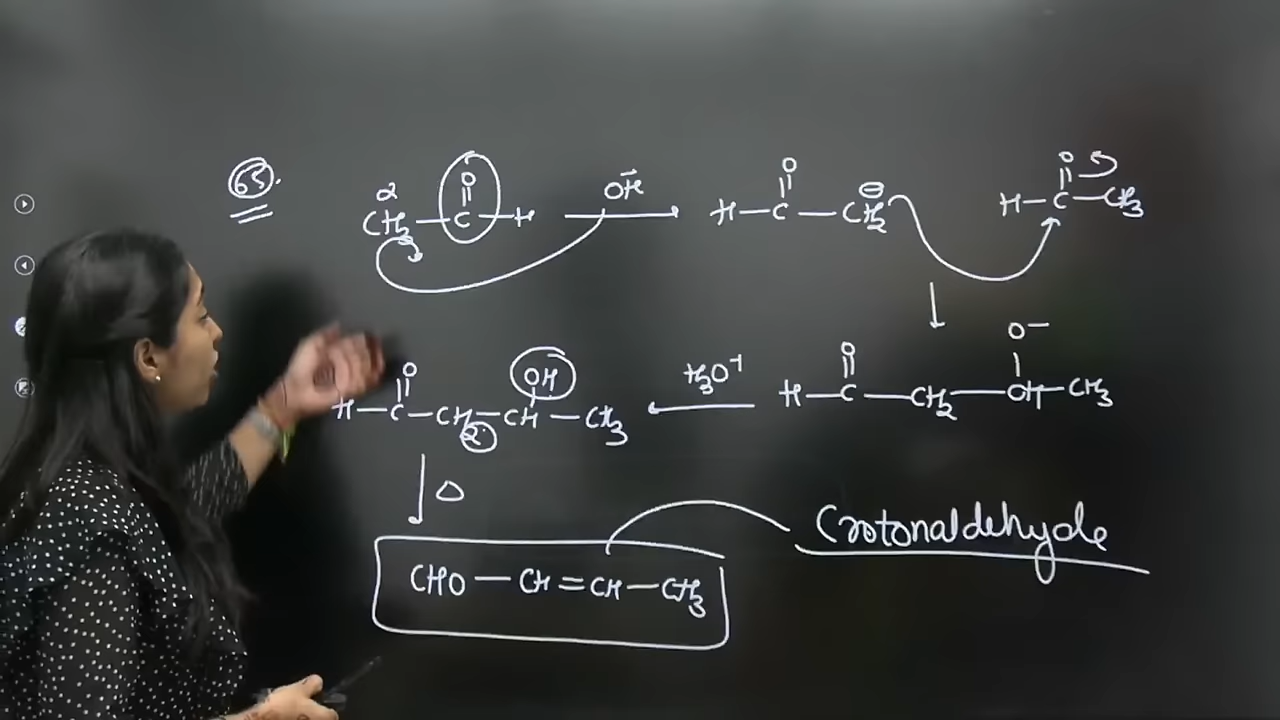 65.
α O
CH₃—C—H
OH⁻
O ⊖
H—C—CH₂
O
H—C—CH₃
O O⁻
H—C—CH₂—CH—CH₃
H₃O⁺
O OH
H—C—CH₂—CH—CH₃
Δ
CHO—CH=CH—CH₃
Crotonaldehyde